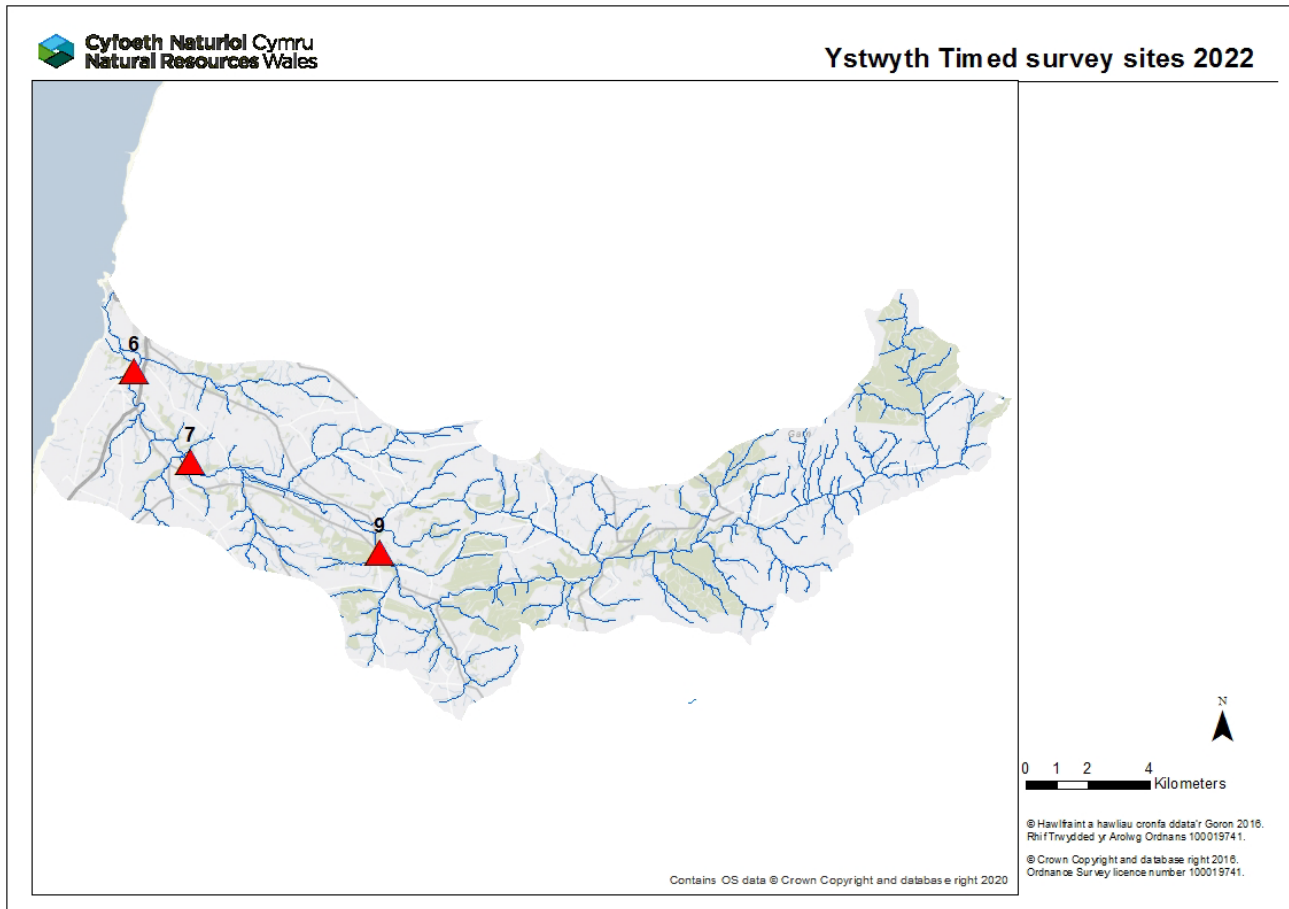 Cyfoeth Naturiol Cymru
Natural Resources Wales
Ystwyth Timed survey sites 2022
6
7
9
Gara
N
0 1 2 4
Kilometers
© Hawlfraint a hawliau cronfa ddata'r Goron 2016.
Rhif Trwydded yr Arolwg Ordnans 100019741.
© Crown Copyright and database right 2016.
Ordnance Survey licence number 100019741.
Contains OS data © Crown Copyright and database right 2020